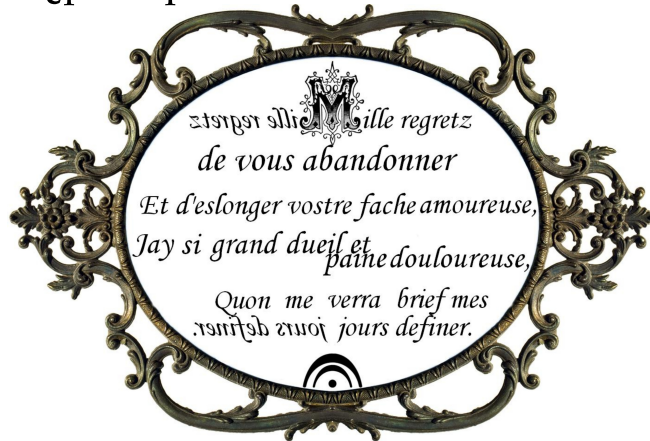 ille regretz Mille regretz
de vous abandonner
Et d'eslonger vostre fache amoureuse,
Jay si grand dueil et paine douloureuse,
Quon me verra brief mes
jours definer. jours definer.